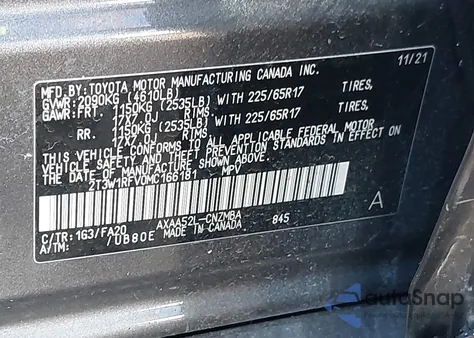 MFD.BY:TOYOTA MOTOR MANUFACTURING CANADA INC. 11/21
GVWR:2090KG (4610LB)
GAWR:FRT. 1150KG (2535LB) WITH 225/65R17 TIRES,
17X7.0J RIMS
RR. 1150KG (2535LB) WITH 225/65R17 TIRES,
17X7.0J RIMS
THIS VEHICLE CONFORMS TO ALL APPLICABLE FEDERAL MOTOR
VEHICLE SAFETY AND THEFT PREVENTION STANDARDS IN EFFECT ON
THE DATE OF MANUFACTURE SHOWN ABOVE.
2T3W1RFV0MC166181 MPV
C/TR:1G3/FA20 AXAA52L-CNZMBA 845 A
A/TM: /UB80E MADE IN CANADA
autoSnap